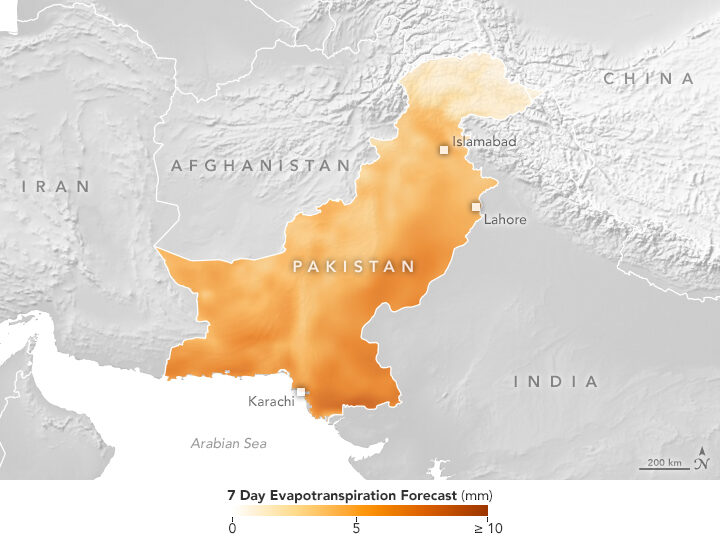 CHINA
Islamabad
AFGHANISTAN
IRAN
Lahore
PAKISTAN
INDIA
Karachi
Arabian Sea
200 km
N
7 Day Evapotranspiration Forecast (mm)
0 5 ≥ 10